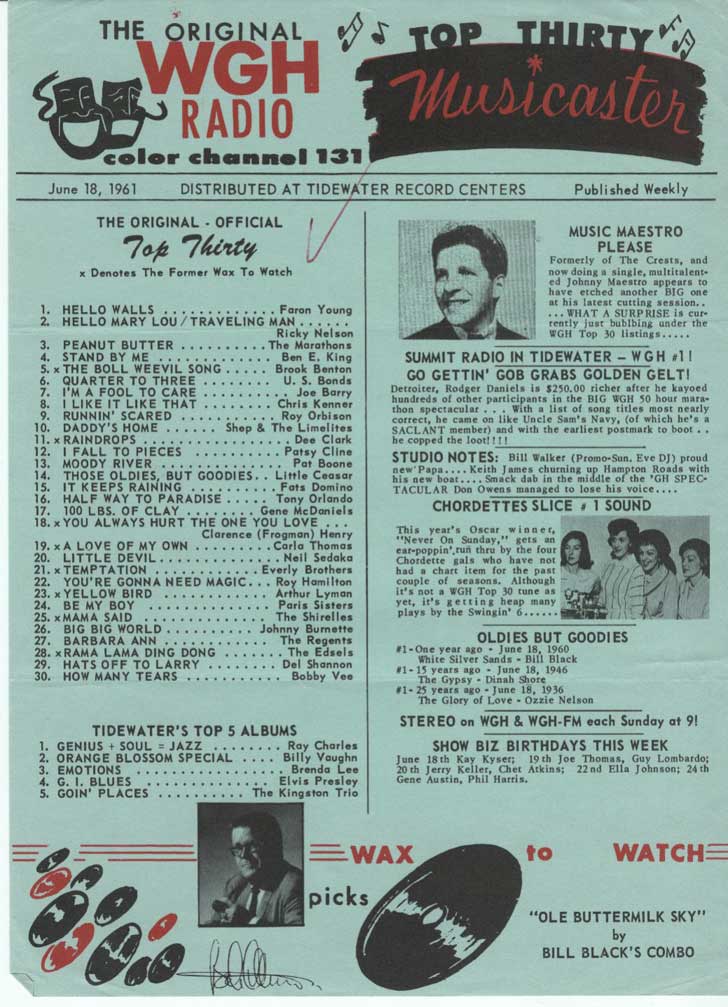 THE ORIGINAL
WGH
RADIO
color channel 131
TOP THIRTY
Musicaster
June 18, 1961 DISTRIBUTED AT TIDEWATER RECORD CENTERS Published Weekly
THE ORIGINAL - OFFICIAL
Top Thirty
x Denotes The Former Wax To Watch
1. HELLO WALLS . . . . . . . . . . . . . Faron Young
2. HELLO MARY LOU/TRAVELING MAN . . . . . .
Ricky Nelson
3. PEANUT BUTTER . . . . . . . . . . . The Marathons
4. STAND BY ME . . . . . . . . . . . . . Ben E. King
5. x THE BOLL WEEVIL SONG . . . . . Brook Benton
6. QUARTER TO THREE . . . . . . . . . U. S. Bonds
7. I'M A FOOL TO CARE . . . . . . . . . Joe Barry
8. I LIKE IT LIKE THAT . . . . . . . . Chris Kenner
9. RUNNIN' SCARED . . . . . . . . . . Roy Orbison
10. DADDY'S HOME . . . . . . Shep & The Limelites
11. x RAINDROPS . . . . . . . . . . . . . . . Dee Clark
12. I FALL TO PIECES . . . . . . . . . . Patsy Cline
13. MOODY RIVER . . . . . . . . . . . . . Pat Boone
14. THOSE OLDIES, BUT GOODIES . . Little Ceasar
15. IT KEEPS RAINING . . . . . . . . . Fats Domino
16. HALF WAY TO PARADISE . . . . . Tony Orlando
17. 100 LBS. OF CLAY . . . . . . . . Gene McDaniels
18. x YOU ALWAYS HURT THE ONE YOU LOVE . . .
Clarence (Frogman) Henry
19. x A LOVE OF MY OWN . . . . . . . Carla Thomas
20. LITTLE DEVIL . . . . . . . . . . . . . Neil Sedaka
21. x TEMPTATION . . . . . . . . . . . Everly Brothers
22. YOU'RE GONNA NEED MAGIC . . . Roy Hamilton
23. x YELLOW BIRD . . . . . . . . . . . . Arthur Lyman
24. BE MY BOY . . . . . . . . . . . . . . Paris Sisters
25. x MAMA SAID . . . . . . . . . . . . . The Shirelles
26. BIG BIG WORLD . . . . . . . . . Johnny Burnette
27. BARBARA ANN . . . . . . . . . . . . The Regents
28. x RAMA LAMA DING DONG . . . . . . The Edsels
29. HATS OFF TO LARRY . . . . . . . . Del Shannon
30. HOW MANY TEARS . . . . . . . . . . Bobby Vee
TIDEWATER'S TOP 5 ALBUMS
1. GENIUS + SOUL = JAZZ . . . . . . . . Ray Charles
2. ORANGE BLOSSOM SPECIAL . . . . Billy Vaughn
3. EMOTIONS . . . . . . . . . . . . . . . . . Brenda Lee
4. G. I. BLUES . . . . . . . . . . . . . . . Elvis Presley
5. GOIN' PLACES . . . . . . . . . . The Kingston Trio
MUSIC MAESTRO
PLEASE
Formerly of The Crests, and
now doing a single, multitalent-
ed Johnny Maestro appears to
have etched another BIG one
at his latest cutting session..
....WHAT A SURPRISE is cur-
rently just bublbing under the
WGH Top 30 listings.....
SUMMIT RADIO IN TIDEWATER – WGH #1!
GO GETTIN' GOB GRABS GOLDEN GELT!
Detroiter, Rodger Daniels is $250.00 richer after he kayoed
hundreds of other participants in the BIG WGH 50 hour mara-
thon spectacular . . . With a list of song titles most nearly
correct, he came on like Uncle Sam's Navy, (of which he's a
SACLANT member) and with the earliest postmark to boot . .
he copped the loot!!!!
STUDIO NOTES: Bill Walker (Promo-Sun. Eve DJ) proud
new Papa....Keith James churning up Hampton Roads with
his new boat.... Smack dab in the middle of the 'GH SPEC-
TACULAR Don Owens managed to lose his voice....
CHORDETTES SLICE # 1 SOUND
This year's Oscar winner,
"Never On Sunday," gets an
ear-poppin' run thru by the four
Chordette gals who have not
had a chart item for the past
couple of seasons. Although
it's not a WGH Top 30 tune as
yet, it's getting heap many
plays by the Swingin' 6......
OLDIES BUT GOODIES
#1-One year ago - June 18, 1960
White Silver Sands - Bill Black
#1-15 years ago - June 18, 1946
The Gypsy - Dinah Shore
#1-25 years ago - June 18, 1936
The Glory of Love - Ozzie Nelson
STEREO on WGH & WGH-FM each Sunday at 9!
SHOW BIZ BIRTHDAYS THIS WEEK
June 18th Kay Kyser; 19th Joe Thomas, Guy Lombardo;
20th Jerry Keller, Chet Atkins; 22nd Ella Johnson; 24th
Gene Austin, Phil Harris.
WAX to WATCH
picks
"OLE BUTTERMILK SKY"
by
BILL BLACK'S COMBO